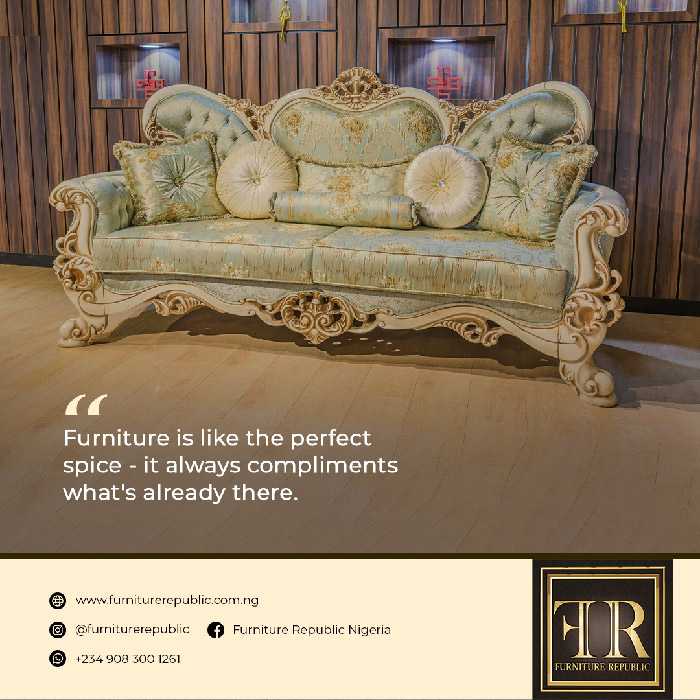 “
Furniture is like the perfect
spice - it always compliments
what's already there.
www.furniturerepublic.com.ng
@furniturerepublic Furniture Republic Nigeria
+234 908 300 1261
FR
FURNITURE REPUBLIC